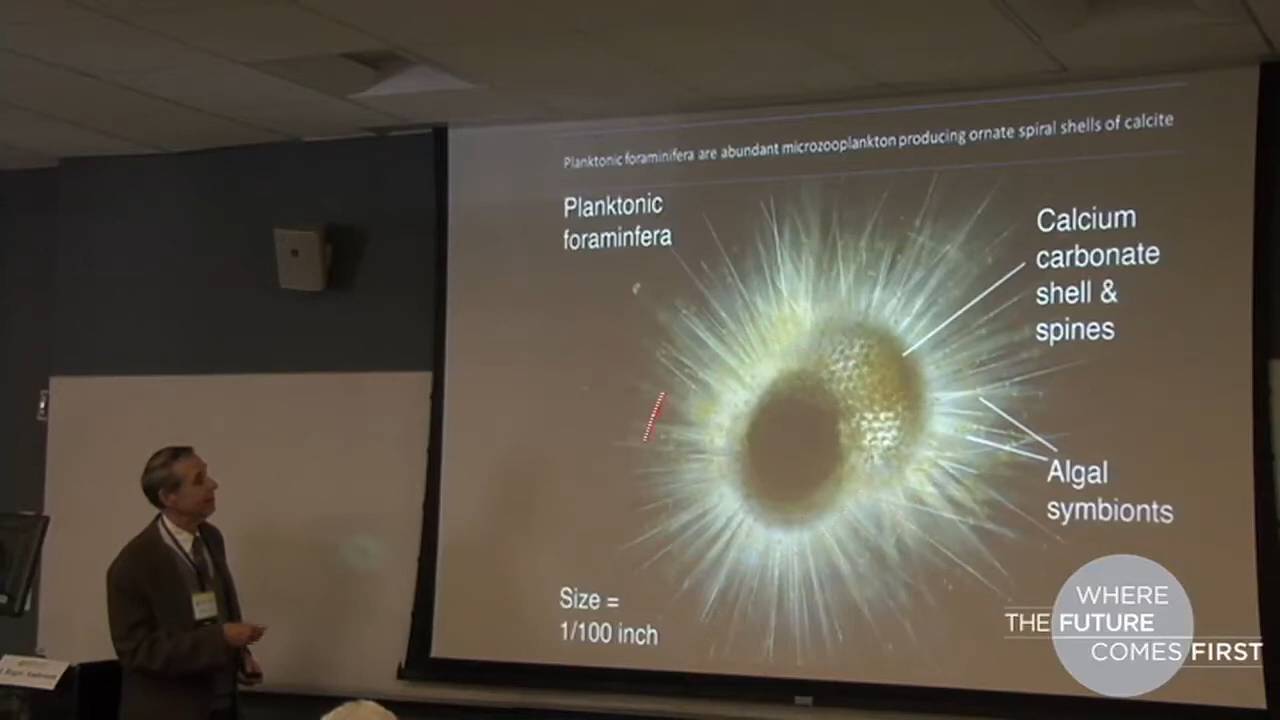 Planktonic foraminifera are abundant microzooplankton producing ornate spiral shells of calcite
Planktonic
foraminfera
Calcium
carbonate
shell &
spines
Algal
symbionts
Size =
1/100 inch
WHERE
THE FUTURE
COMES FIRST